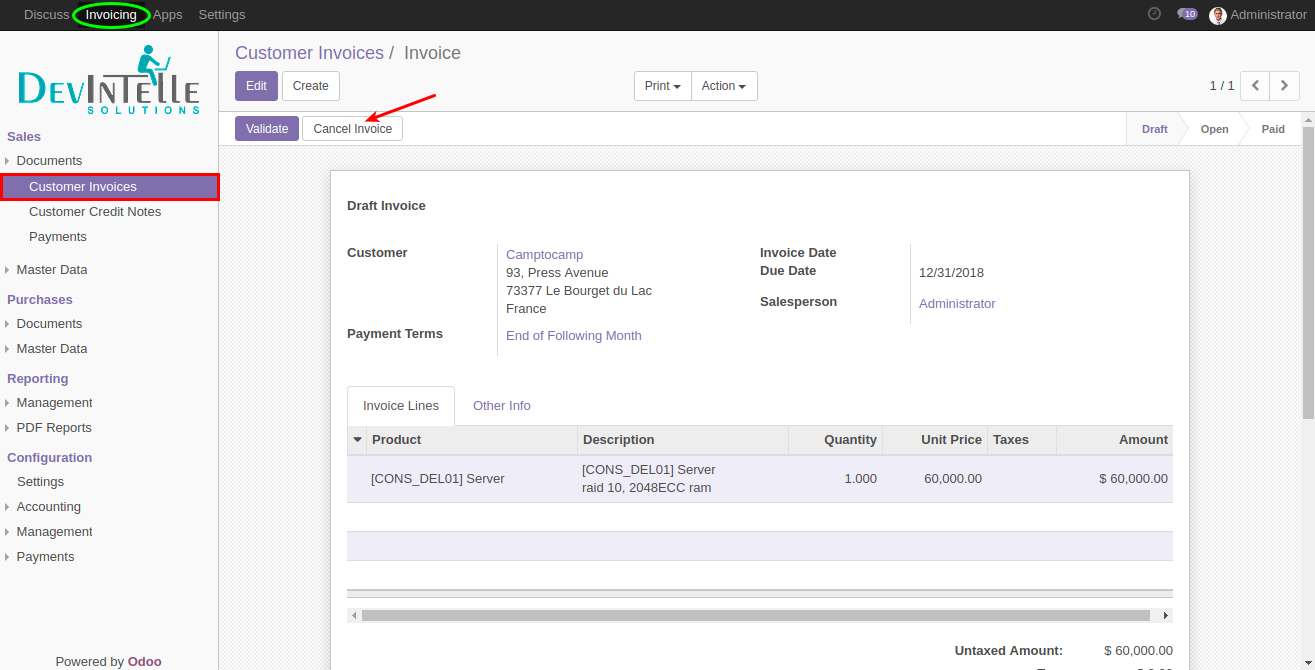 Discuss Invoicing Apps Settings 10 Administrator
DEVINTELLE
SOLUTIONS
Sales
Documents
Customer Invoices
Customer Credit Notes
Payments
Master Data
Purchases
Documents
Master Data
Reporting
Management
PDF Reports
Configuration
Settings
Accounting
Management
Payments
Powered by Odoo
Customer Invoices / Invoice
Edit Create Print Action 1 / 1
Validate Cancel Invoice Draft Open Paid
Draft Invoice
Customer
Camptocamp
93, Press Avenue
73377 Le Bourget du Lac
France
Payment Terms
End of Following Month
Invoice Date
Due Date 12/31/2018
Salesperson Administrator
Invoice Lines Other Info
Product Description Quantity Unit Price Taxes Amount
[CONS_DEL01] Server [CONS_DEL01] Server 1.000 60,000.00 $ 60,000.00
raid 10, 2048ECC ram
Untaxed Amount: $ 60,000.00